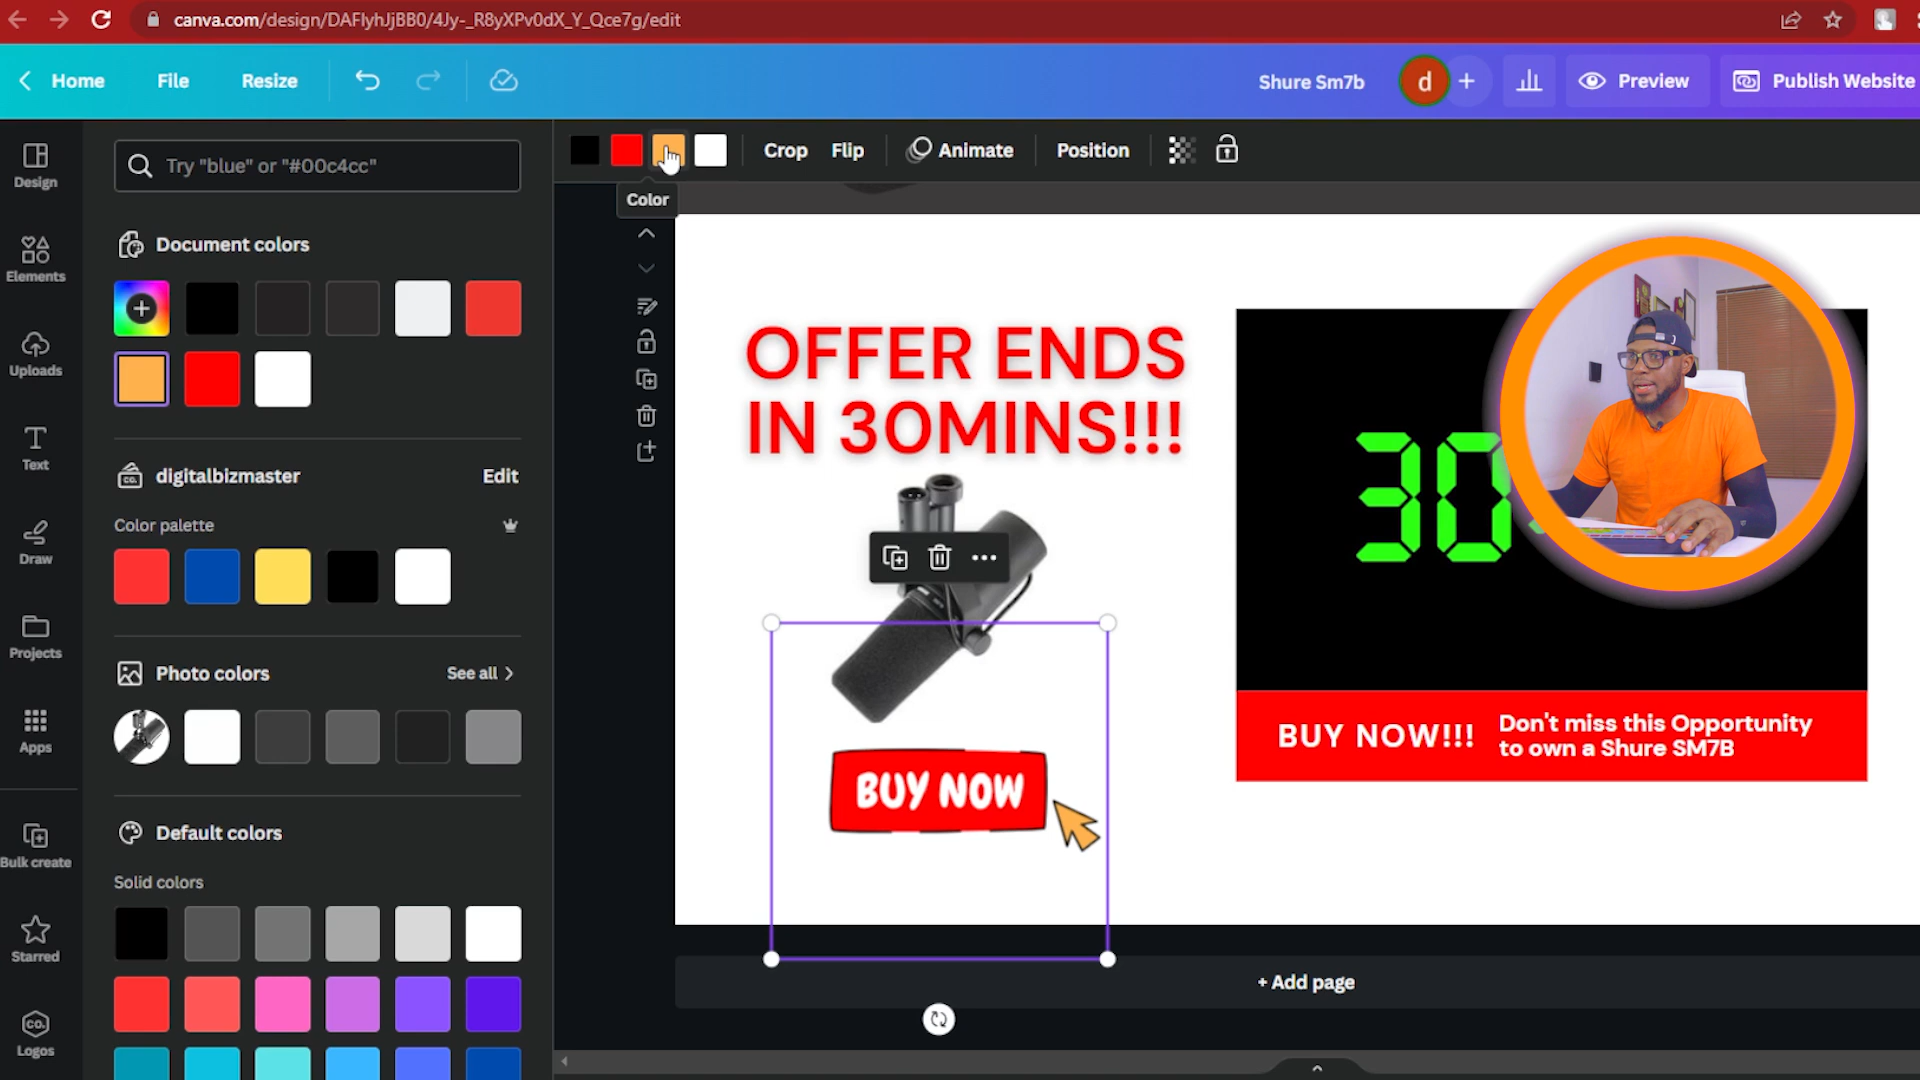 canva.com/design/DAFlyhJjBB0/4Jy-_R8yXPv0dX_Y_Qce7g/edit
Home File Resize
Shure Sm7b
d
+
Preview
Publish Website
Design
Elements
Uploads
Text
Draw
Projects
Apps
Bulk create
Starred
CO.
Logos
Try "blue" or "#00c4cc"
Document colors
CO.
digitalbizmaster
Edit
Color palette
Photo colors
See all
Default colors
Solid colors
Crop Flip Animate Position
Color
OFFER ENDS
IN 30MINS!!!
BUY NOW
30
BUY NOW!!!
Don't miss this Opportunity
to own a Shure SM7B
+ Add page